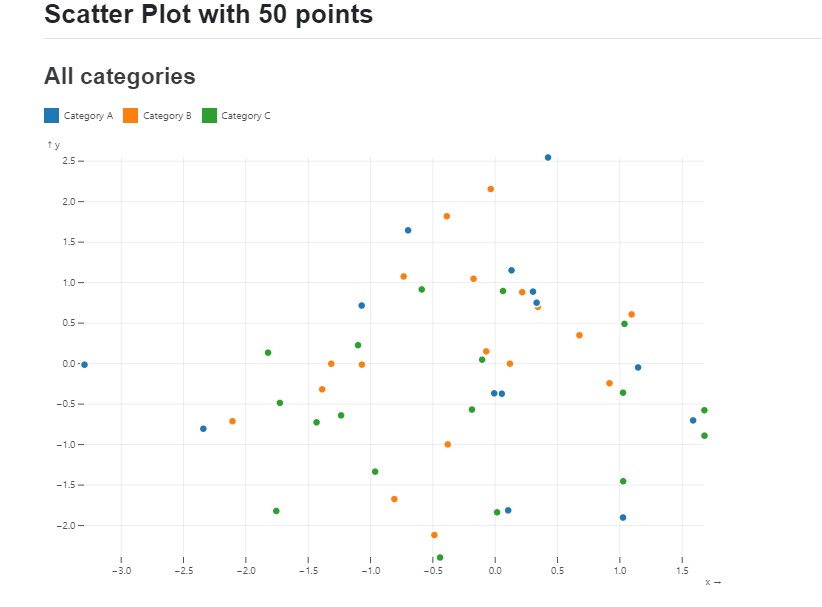 Scatter Plot with 50 points
All categories
Category A Category B Category C
↑ y
2.5
2.0
1.5
1.0
0.5
0.0
−0.5
−1.0
−1.5
−2.0
−3.0 −2.5 −2.0 −1.5 −1.0 −0.5 0.0 0.5 1.0 1.5
x →